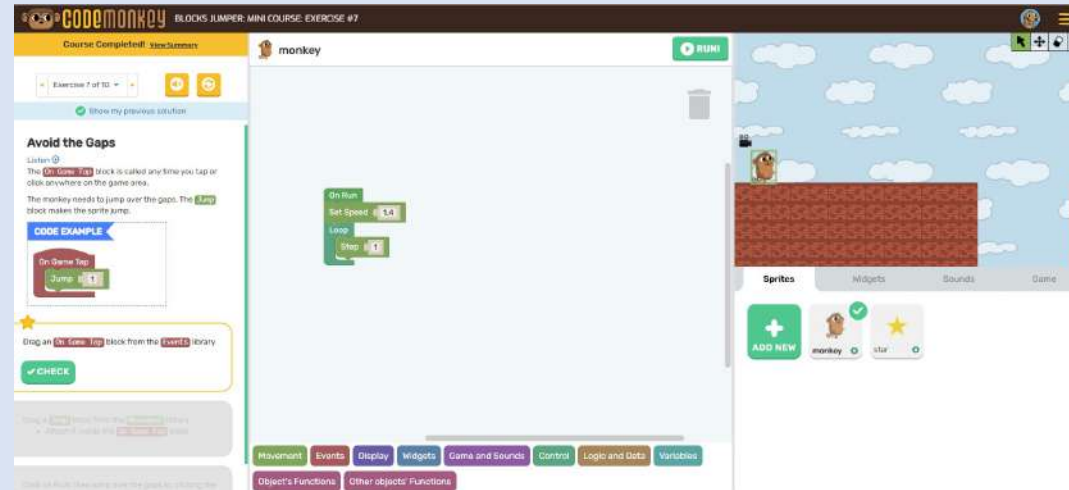 CODEMONKEY BLOCKS JUMPER: MINI COURSE: EXERCISE #7
Course Completed! View Summary
Exercise 7 of 10
Show my previous solution
Avoid the Gaps
Listen
The On Game Tap block is called any time you tap or
click anywhere on the game area.
The monkey needs to jump over the gaps. The Jump
block makes the sprite jump.
CODE EXAMPLE
On Game Tap
Jump 1
Drag an On Game Tap block from the Events library
CHECK
monkey
RUN!
On Run
Set Speed 1.4
Loop
Step 1
Movement Events Display Widgets Game and Sounds Control Logic and Data Variables
Object's Functions Other objects' Functions
Sprites Widgets Sounds Game
ADD NEW
monkey
star